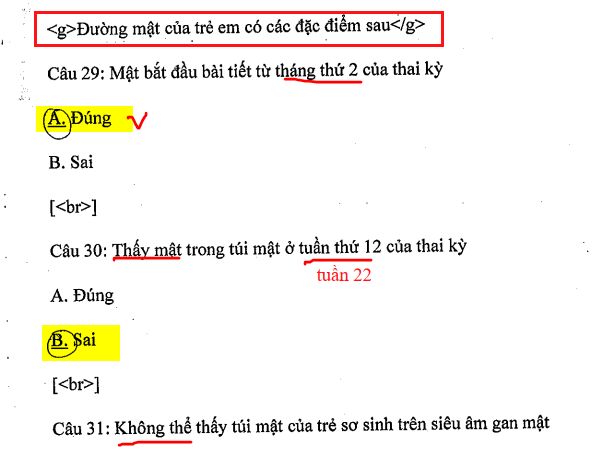 <g>Đường mật của trẻ em có các đặc điểm sau</g>
Câu 29: Mật bắt đầu bài tiết từ tháng thứ 2 của thai kỳ
A. Đúng
B. Sai
[<br>]
Câu 30: Thấy mật trong túi mật ở tuần thứ 12 của thai kỳ
tuần 22
A. Đúng
B. Sai
[<br>]
Câu 31: Không thể thấy túi mật của trẻ sơ sinh trên siêu âm gan mật